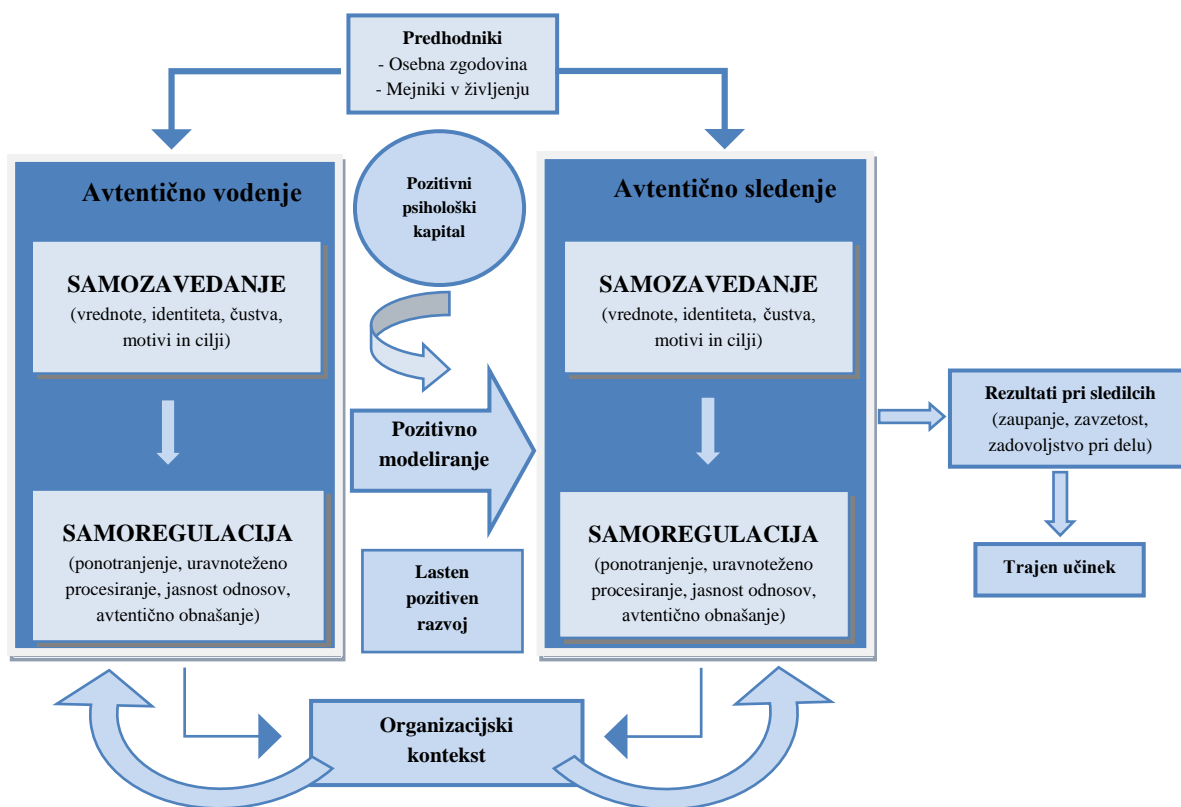 Predhodniki
- Osebna zgodovina
- Mejniki v življenju
Avtentično vodenje
SAMOZAVEDANJE
(vrednote, identiteta, čustva,
motivi in cilji)
SAMOREGULACIJA
(ponotranjenje, uravnoteženo
procesiranje, jasnost odnosov,
avtentično obnašanje)
Pozitivni
psihološki
kapital
Pozitivno
modeliranje
Lasten
pozitiven
razvoj
Avtentično sledenje
SAMOZAVEDANJE
(vrednote, identiteta, čustva,
motivi in cilji)
SAMOREGULACIJA
(ponotranjenje, uravnoteženo
procesiranje, jasnost odnosov,
avtentično obnašanje)
Rezultati pri sledilcih
(zaupanje, zavzetost,
zadovoljstvo pri delu)
Trajen učinek
Organizacijski
kontekst